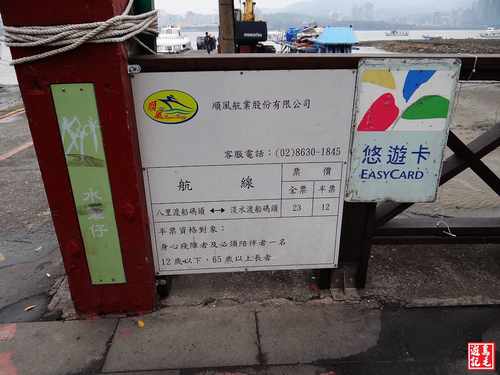 順風
Shun Feng
順風航業股份有限公司
客服電話：(02)8630-1845
航線
票價
全票 半票
八里渡船碼頭 ↔ 淡水渡船碼頭 23 12
半票資格對象：
身心殘障者及必須陪伴者一名
12歲以下，65歲以上長者
悠遊卡
EASYCARD
水筆仔